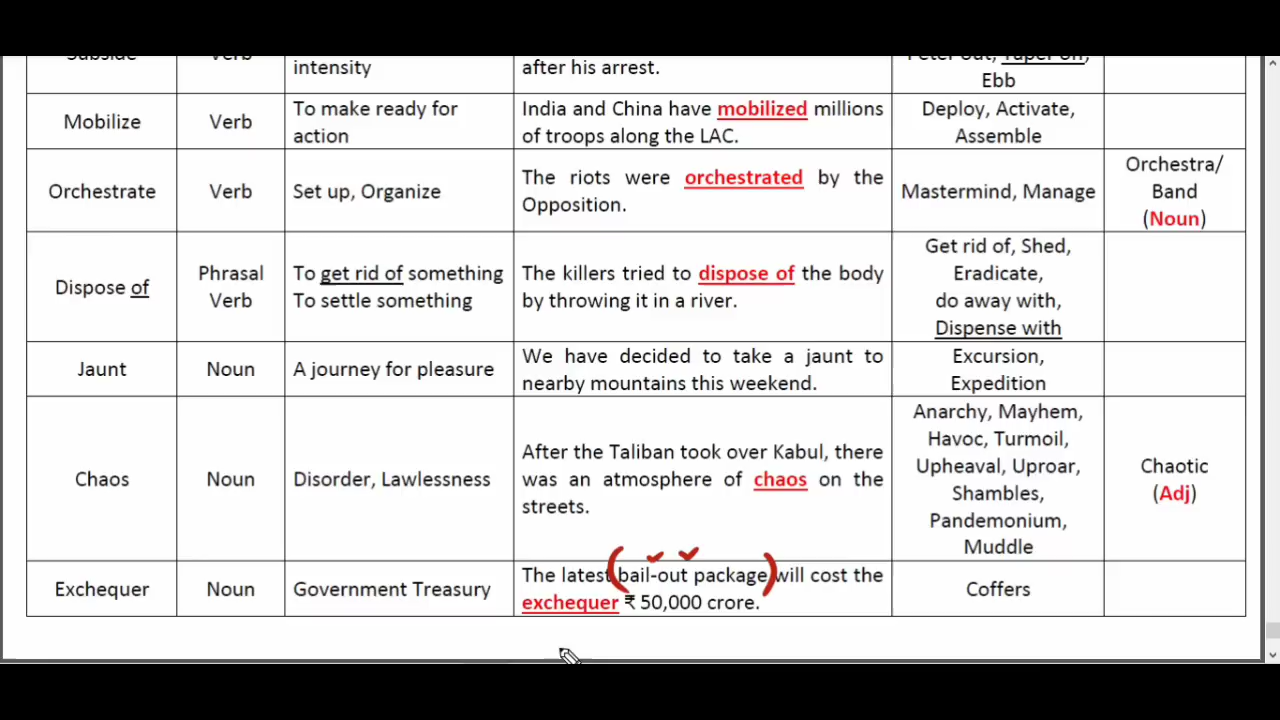 Subside
Verb
intensity
after his arrest.
Peter out, Taper off,
Ebb
Mobilize
Verb
To make ready for
action
India and China have mobilized millions
of troops along the LAC.
Deploy, Activate,
Assemble
Orchestrate
Verb
Set up, Organize
The riots were orchestrated by the
Opposition.
Mastermind, Manage
Orchestra/
Band
(Noun)
Dispose of
Phrasal
Verb
To get rid of something
To settle something
The killers tried to dispose of the body
by throwing it in a river.
Get rid of, Shed,
Eradicate,
do away with,
Dispense with
Jaunt
Noun
A journey for pleasure
We have decided to take a jaunt to
nearby mountains this weekend.
Excursion,
Expedition
Chaos
Noun
Disorder, Lawlessness
After the Taliban took over Kabul, there
was an atmosphere of chaos on the
streets.
Anarchy, Mayhem,
Havoc, Turmoil,
Upheaval, Uproar,
Shambles,
Pandemonium,
Muddle
Chaotic
(Adj)
Exchequer
Noun
Government Treasury
The latest (bail-out package) will cost the
exchequer ₹ 50,000 crore.
Coffers